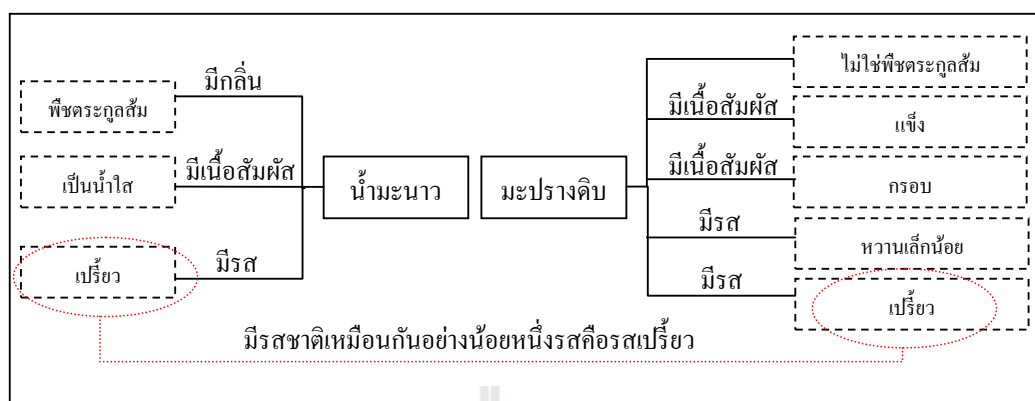 มีกลิ่น
พืชตระกูลส้ม
มีเนื้อสัมผัส
เป็นน้ำใส
มีรส
เปรี้ยว
น้ำมะนาว
มะปรางดิบ
ไม่ใช่พืชตระกูลส้ม
มีเนื้อสัมผัส
แข็ง
มีเนื้อสัมผัส
กรอบ
มีรส
หวานเล็กน้อย
มีรส
เปรี้ยว
มีรสชาติเหมือนกันอย่างน้อยหนึ่งรสคือรสเปรี้ยว